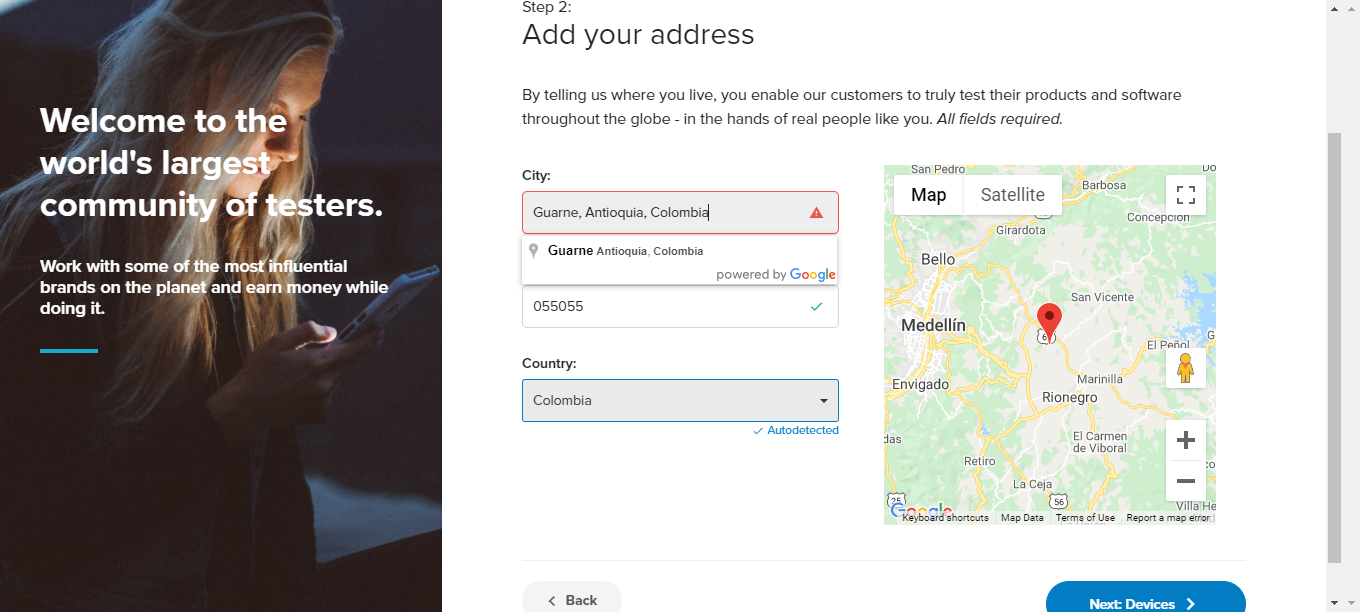 Welcome to the
world's largest
community of testers.
Work with some of the most influential
brands on the planet and earn money while
doing it.
Step 2:
Add your address
By telling us where you live, you enable our customers to truly test their products and software
throughout the globe - in the hands of real people like you. All fields required.
City:
Guarne, Antioquia, Colombia
Guarne Antioquia, Colombia
powered by Google
055055
Country:
Colombia
Autodetected
San Pedro
Map
Satellite
Barbosa
Concepción
Girardota
Bello
San Vicente
Medellín
El Peñol
Envigado
Marinilla
Rionegro
El Carmen
de Viboral
Retiro
La Ceja
25
56
Villa He
Google
Keyboard shortcuts
Map Data
Terms of Use
Report a map error
Back
Next: Devices